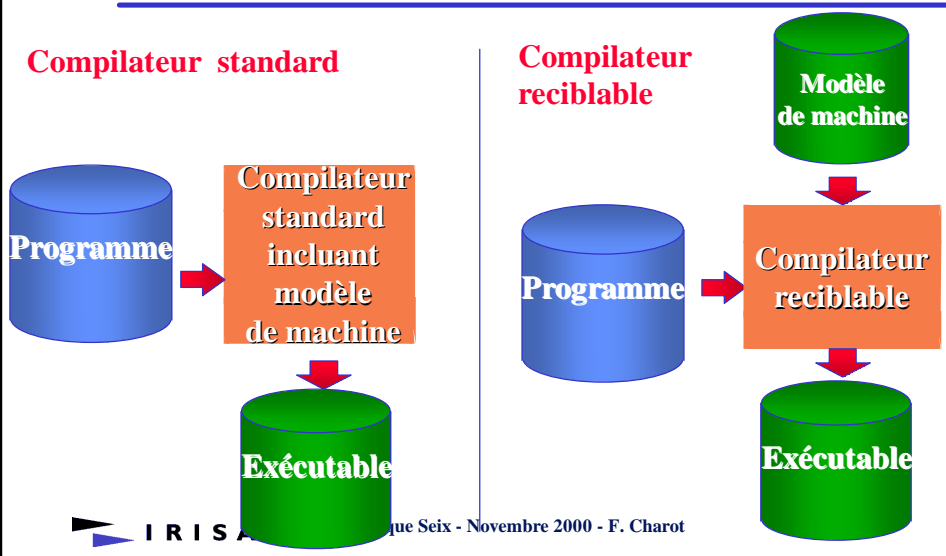 Compilateur standard
Programme
Compilateur
standard
incluant
modèle
de machine
Exécutable
Compilateur
reciblable
Modèle
de machine
Programme
Compilateur
reciblable
Exécutable
IRISA
que Seix - Novembre 2000 - F. Charot